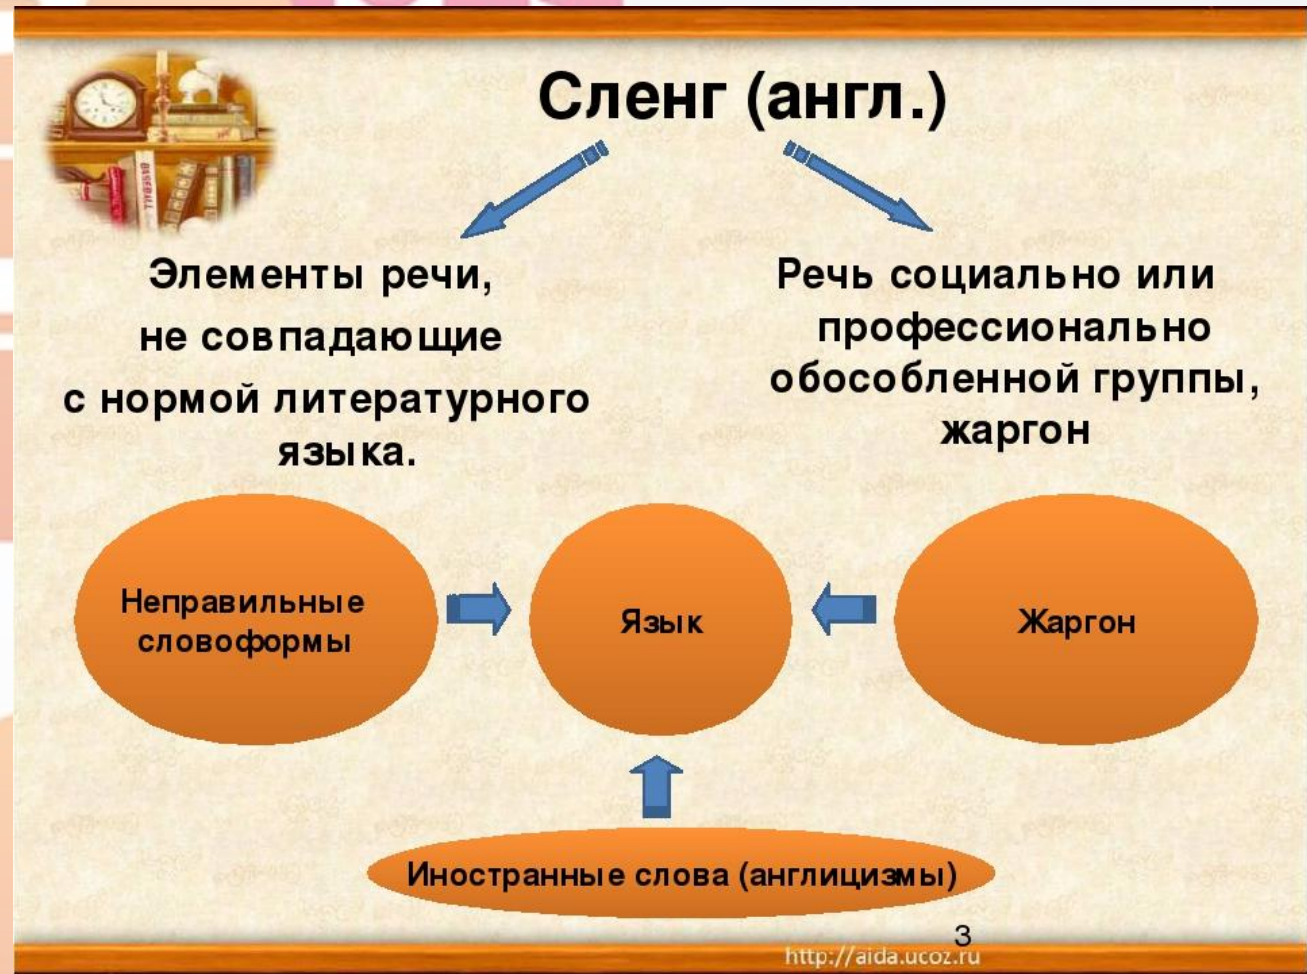 Сленг (англ.)
Элементы речи,
не совпадающие
с нормой литературного
языка.
Речь социально или
профессионально
обособленной группы,
жаргон
Неправильные
словоформы
Язык
Жаргон
Иностранные слова (англицизмы)
3
http://aida.ucoz.ru